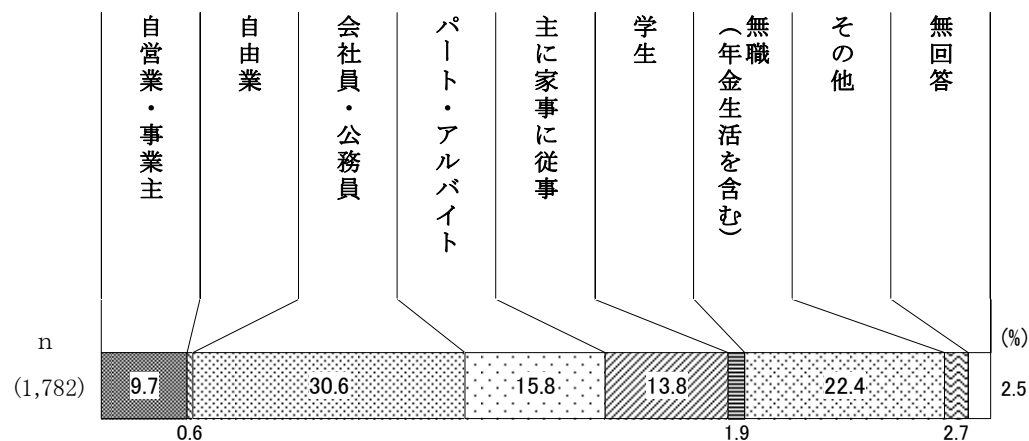 自営業・事業主
自由業
会社員・公務員
パート・アルバイト
主に家事に従事
学生
無職
（年金生活を含む）
その他
無回答
n
(%)
(1,782)
9.7
30.6
15.8
13.8
22.4
2.5
0.6
1.9
2.7